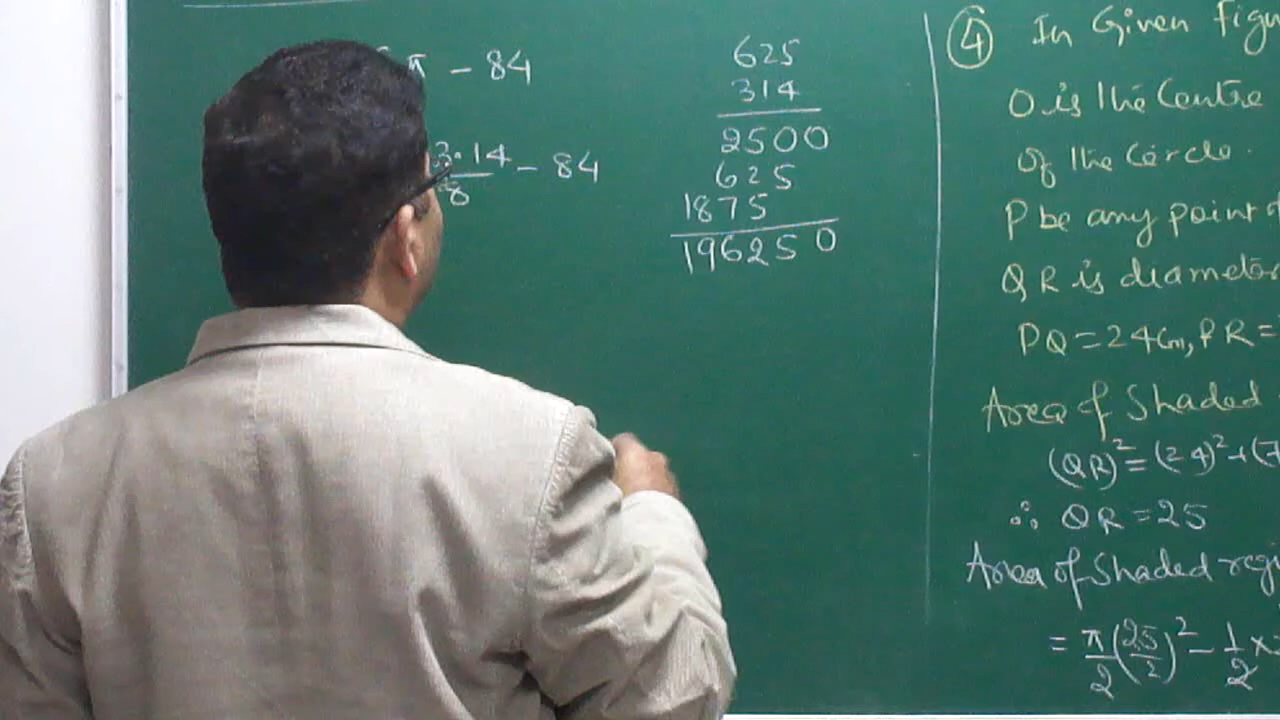 π - 84
3.14/8 - 84
625
314
2500
625
1875
196250
④ In Given Figu
O is the Centre
of the Circle.
P be any point
QR is diameter
PQ=24Cm, PR=
Area of Shaded
(QR)²=(24)²+(7
∴ QR=25
Area of Shaded regi
= π/2(25/2)² - 1/2 x